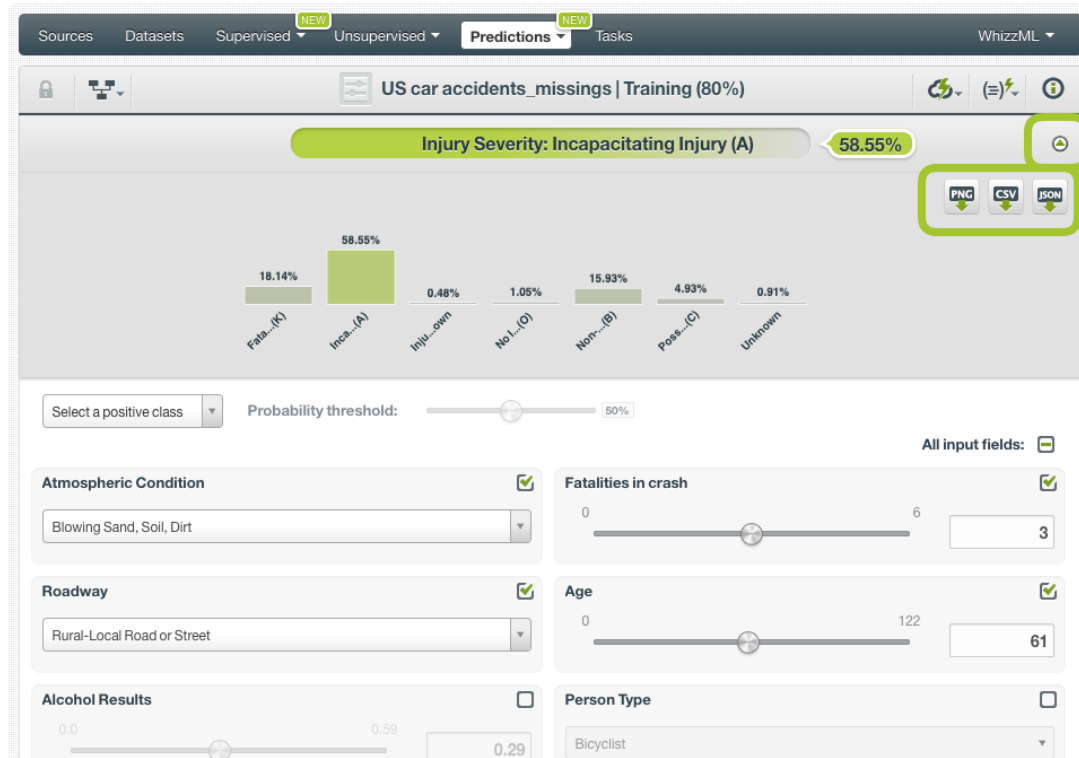 NEW NEW
Sources Datasets Supervised Unsupervised Predictions Tasks WhizzML
US car accidents_missings | Training (80%)
Injury Severity: Incapacitating Injury (A) 58.55%
PNG CSV JSON
58.55%
18.14% 0.48% 1.05% 15.93% 4.93% 0.91%
Fata...(K) Inca...(A) Inju...own No I...(O) Non-...(B) Poss...(C) Unknown
Select a positive class Probability threshold: 50%
All input fields:
Atmospheric Condition Fatalities in crash
0 6
Blowing Sand, Soil, Dirt 3
Roadway Age
0 122
Rural-Local Road or Street 61
Alcohol Results Person Type
0.0 0.59
0.29 Bicyclist